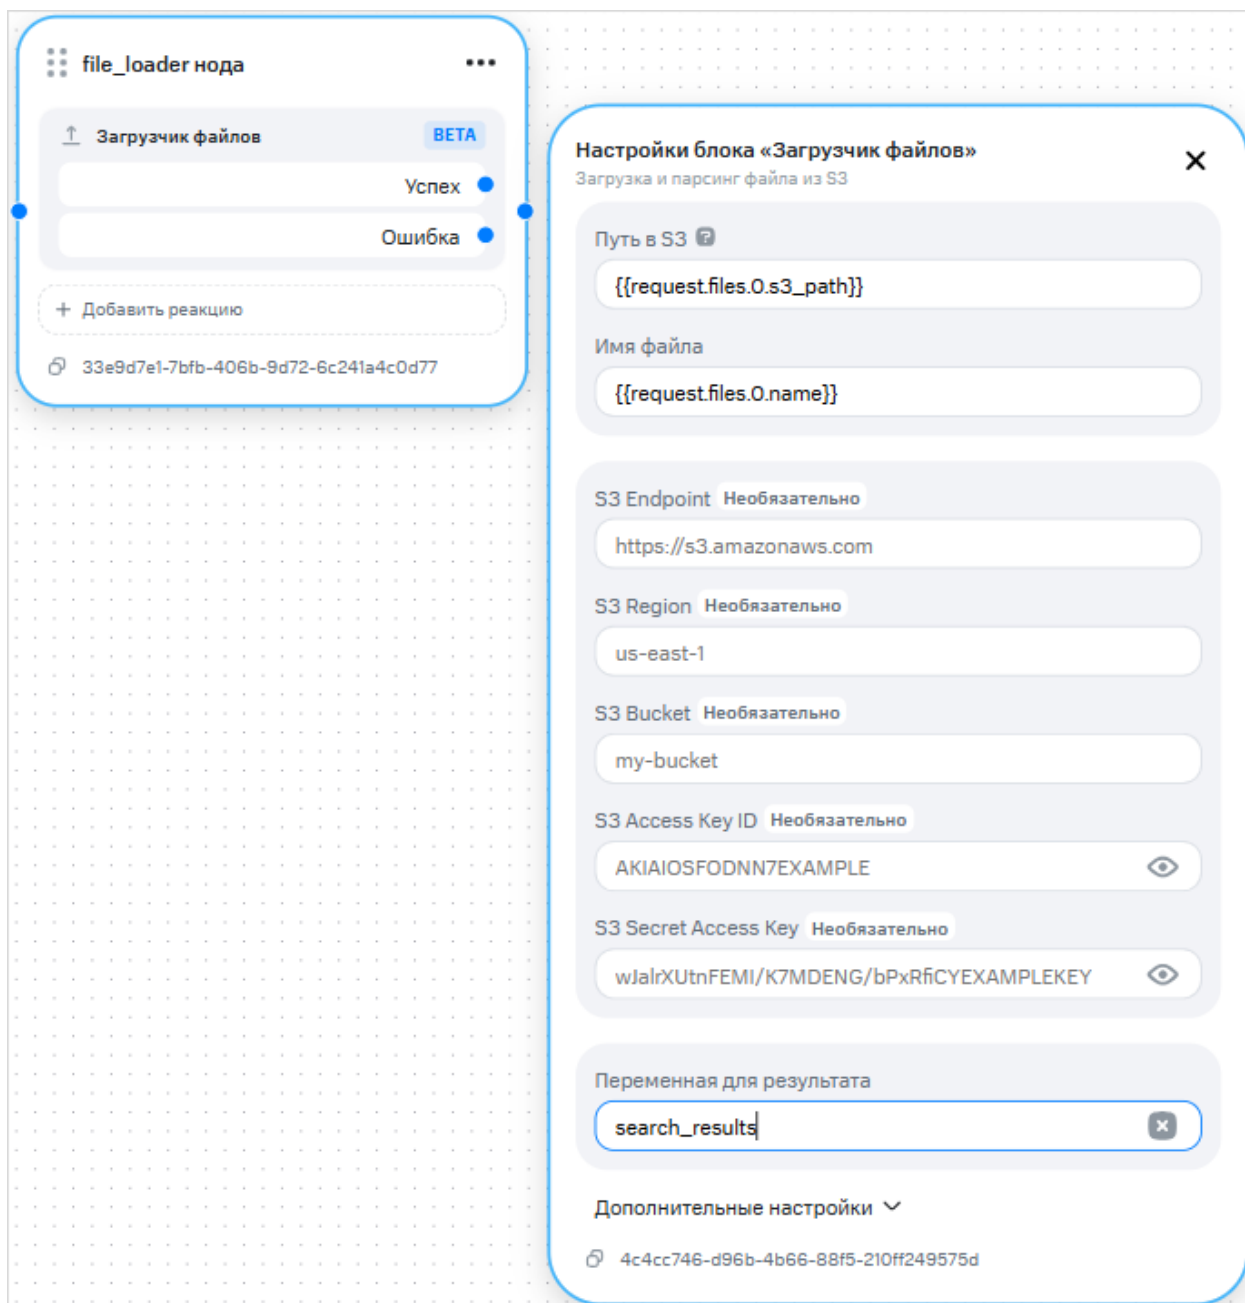 file_loader нода
Загрузчик файлов BETA
Успех
Ошибка
+ Добавить реакцию
33e9d7e1-7bfb-406b-9d72-6c241a4c0d77
Настройки блока «Загрузчик файлов»
Загрузка и парсинг файла из S3
Путь в S3 ?
{{request.files.0.s3_path}}
Имя файла
{{request.files.0.name}}
S3 Endpoint Необязательно
https://s3.amazonaws.com
S3 Region Необязательно
us-east-1
S3 Bucket Необязательно
my-bucket
S3 Access Key ID Необязательно
AKIAIOSFODNN7EXAMPLE
S3 Secret Access Key Необязательно
wJalrXUtnFEMI/K7MDENG/bPxRfiCYEXAMPLEKEY
Переменная для результата
search_results
Дополнительные настройки
4c4cc746-d96b-4b66-88f5-210ff249575d